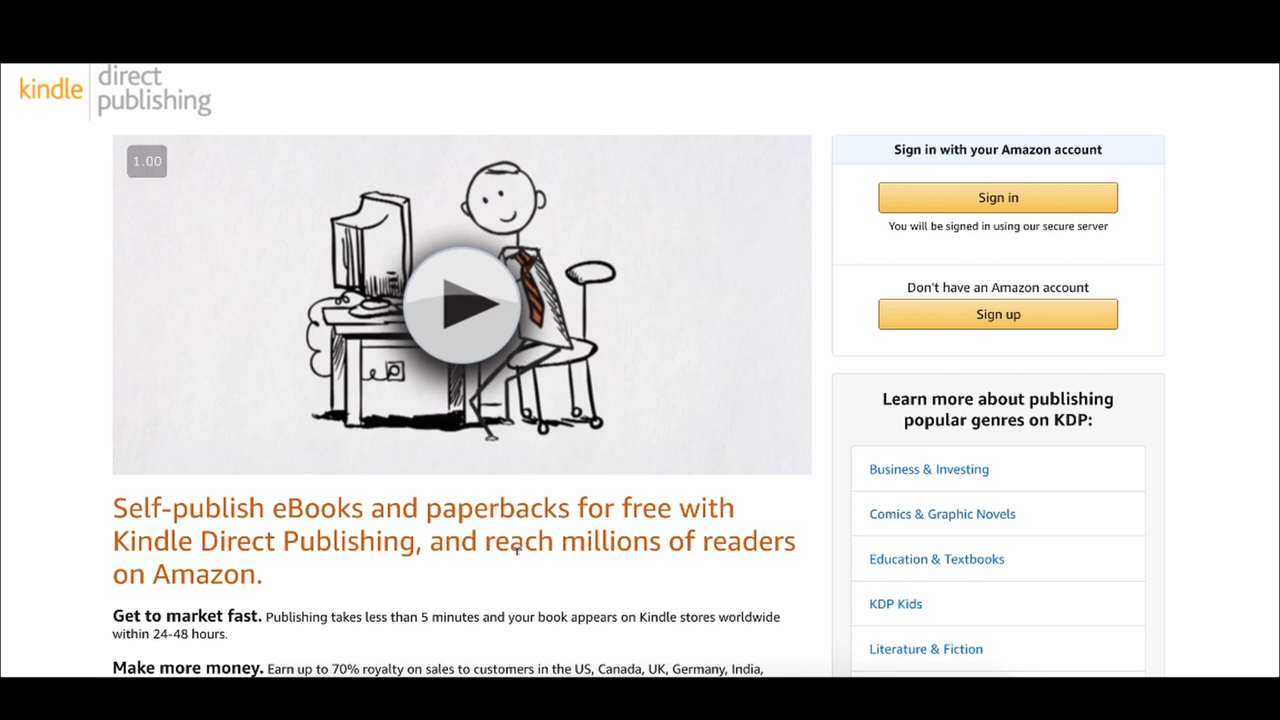 kindle
direct
publishing
1.00
Self-publish eBooks and paperbacks for free with
Kindle Direct Publishing, and reach millions of readers
on Amazon.
Get to market fast. Publishing takes less than 5 minutes and your book appears on Kindle stores worldwide
within 24-48 hours.
Make more money. Earn up to 70% royalty on sales to customers in the US, Canada, UK, Germany, India,
Sign in with your Amazon account
Sign in
You will be signed in using our secure server
Don't have an Amazon account
Sign up
Learn more about publishing
popular genres on KDP:
Business & Investing
Comics & Graphic Novels
Education & Textbooks
KDP Kids
Literature & Fiction